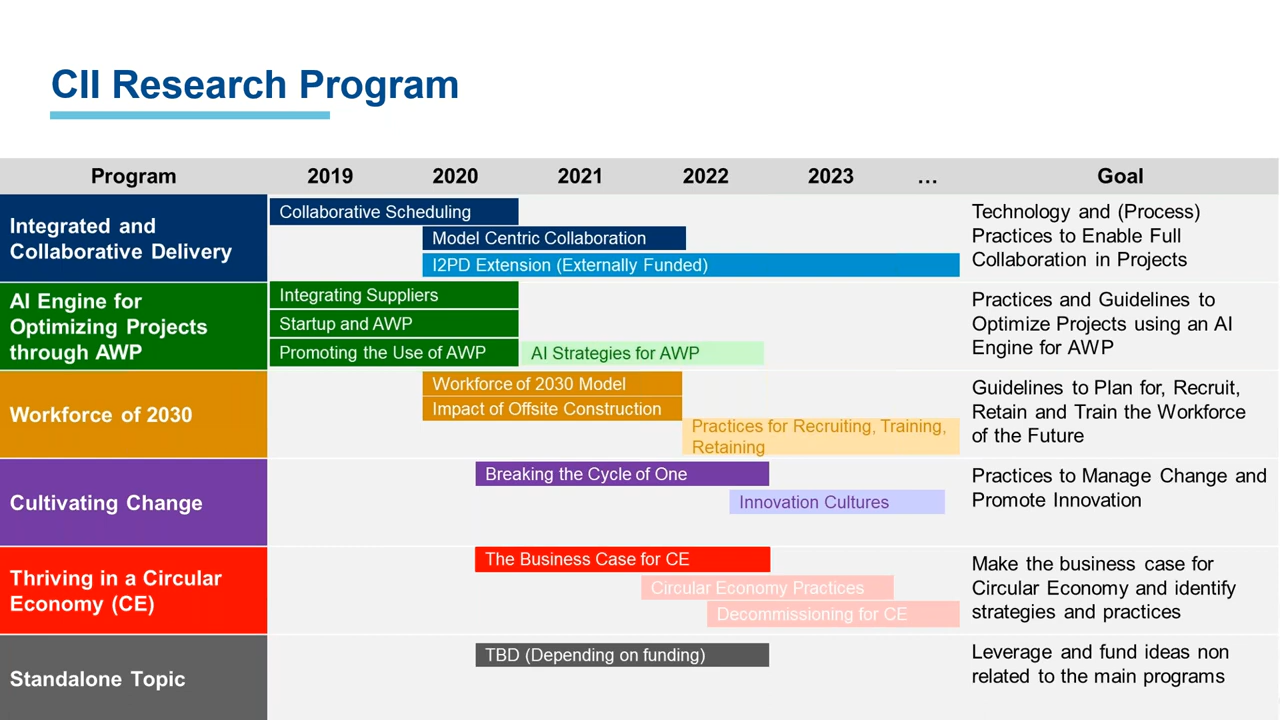 CII Research Program
Program 2019 2020 2021 2022 2023 … Goal
Integrated and
Collaborative Delivery
Collaborative Scheduling
Model Centric Collaboration
I2PD Extension (Externally Funded)
Technology and (Process)
Practices to Enable Full
Collaboration in Projects
AI Engine for
Optimizing Projects
through AWP
Integrating Suppliers
Startup and AWP
Promoting the Use of AWP
AI Strategies for AWP
Practices and Guidelines to
Optimize Projects using an AI
Engine for AWP
Workforce of 2030
Workforce of 2030 Model
Impact of Offsite Construction
Practices for Recruiting, Training,
Retaining
Guidelines to Plan for, Recruit,
Retain and Train the Workforce
of the Future
Cultivating Change
Breaking the Cycle of One
Innovation Cultures
Practices to Manage Change and
Promote Innovation
Thriving in a Circular
Economy (CE)
The Business Case for CE
Circular Economy Practices
Decommissioning for CE
Make the business case for
Circular Economy and identify
strategies and practices
Standalone Topic
TBD (Depending on funding)
Leverage and fund ideas non
related to the main programs